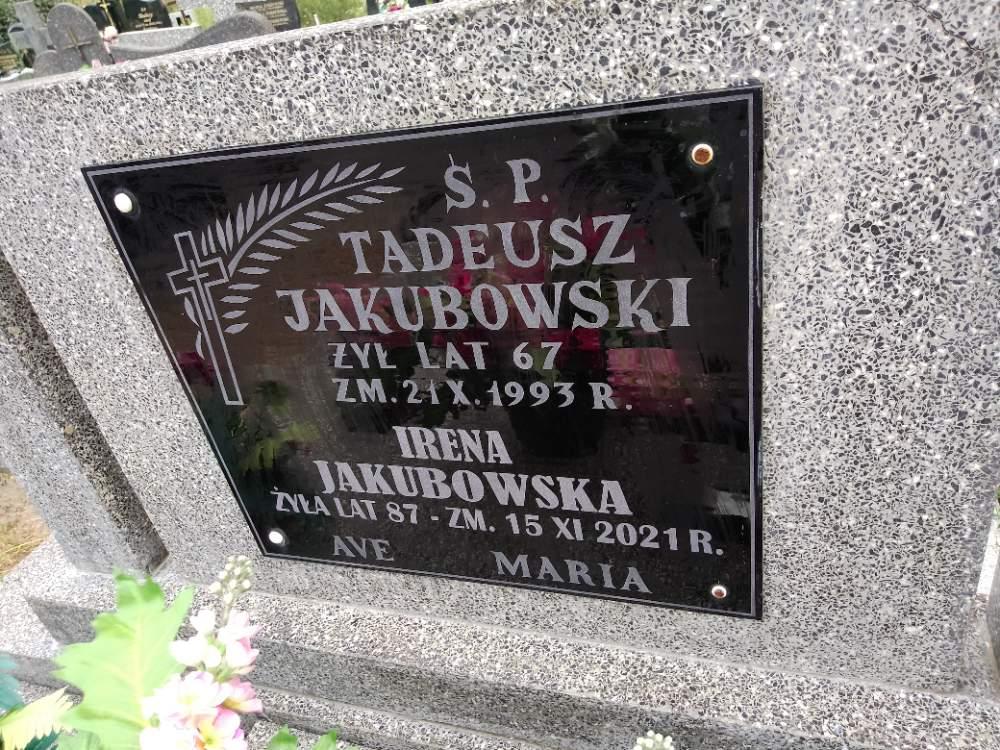 Ś. P.
TADEUSZ
JAKUBOWSKI
ŻYŁ LAT 67
ZM. 21 X. 1993 R.
IRENA
JAKUBOWSKA
ŻYŁA LAT 87 - ZM. 15 XI 2021 R.
AVE MARIA